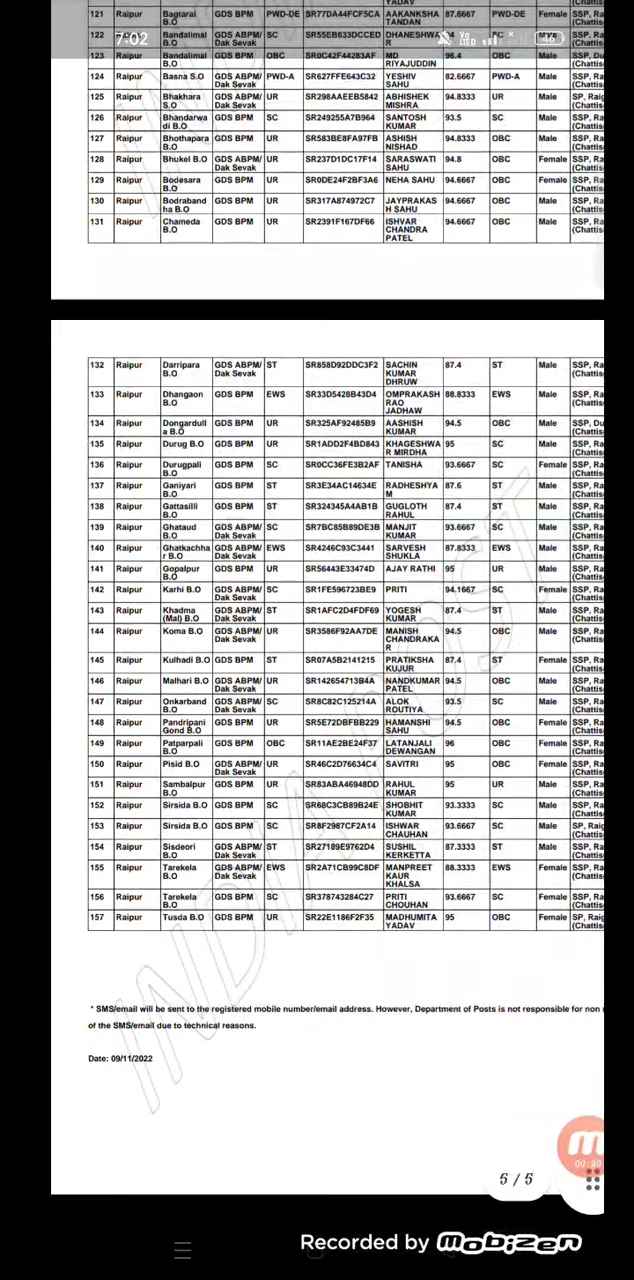 YADAV (Chattis
121 Raipur Bagtarai GDS BPM SC SR77DA44FCF5CA AAKANKSHA 87.6667 PWD-DE Female SSP, Ra
B.O TANDAN (Chattis
122 Raipur Bandalimal GDS ABPM/ SC SR55EB633DCCED DHANESHWA Male SSP, Ra
B.O Dak Sevak R (Chattis
7:02 Yo LTED 46
123 Raipur Bandalimal GDS BPM OBC SR0C42F44283AF MD 96.4 OBC Male SSP, Du
B.O RIYAJUDDIN (Chattis
124 Raipur Basna S.O GDS ABPM/ PWD-A SR627FFE643C32 YESHIV 82.6667 PWD-A Male SSP, Ra
Dak Sevak SAHU (Chattis
125 Raipur Bhakhara GDS ABPM/ UR SR298AAEEB5842 ABHISHEK 94.8333 UR Male SP, Raig
S.O Dak Sevak MISHRA (Chattis
126 Raipur Bhandarwa GDS BPM SC SR249255A7B964 SANTOSH 93.5 SC Male SSP, Ra
di B.O KUMAR (Chattis
127 Raipur Bhothapara GDS BPM UR SR583BE8FA97FB ASHISH 94.8333 OBC Male SSP, Ra
B.O NISHAD (Chattis
128 Raipur Bhukel B.O GDS ABPM/ UR SR237D1DC17F14 SARASWATI 94.8 OBC Female SSP, Ra
Dak Sevak SAHU (Chattis
129 Raipur Bodesara GDS BPM UR SR0DE24F2BF3A6 NEHA SAHU 94.6667 OBC Female SSP, Ra
B.O (Chattis
130 Raipur Bodraband GDS BPM UR SR317A874972C7 JAYPRAKAS 94.6667 OBC Male SSP, Ra
ha B.O H SAHU (Chattis
131 Raipur Chameda GDS BPM UR SR2391F167DF66 ISHVAR 94.6667 OBC Male SSP, Ra
B.O CHANDRA (Chattis
PATEL
132 Raipur Darripara GDS ABPM/ ST SR858D92DDC3F2 SACHIN 87.4 ST Male SSP, Ra
B.O Dak Sevak KUMAR (Chattis
DHRUW
133 Raipur Dhangaon GDS BPM EWS SR33D5428B43D4 OMPRAKASH 88.8333 EWS Male SSP, Ra
B.O RAO (Chattis
JADHAW
134 Raipur Dongardull GDS BPM UR SR325AF92485B9 AASHISH 94.5 OBC Male SSP, Du
a B.O KUMAR (Chattis
135 Raipur Durug B.O GDS BPM UR SR1ADD2F4BD843 KHAGESHWA 95 SC Male SSP, Ra
R MIRDHA (Chattis
136 Raipur Durugpali GDS BPM SC SR0CC36FE3B2AF TANISHA 93.6667 SC Female SSP, Ra
B.O (Chattis
137 Raipur Ganiyari GDS BPM ST SR3E34AC14634E RADHESHYA 87.6 ST Male SSP, Ra
B.O M (Chattis
138 Raipur Gattasilli GDS BPM ST SR324345A4AB1B GUGLOTH 87.4 ST Male SSP, Ra
B.O RAHUL (Chattis
139 Raipur Ghataud GDS ABPM/ SC SR7BC85B89DE3B MANJIT 93.6667 SC Male SSP, Ra
B.O Dak Sevak KUMAR (Chattis
140 Raipur Ghatkachha GDS ABPM/ EWS SR4246C93C3441 SARVESH 87.8333 EWS Male SSP, Ra
r B.O Dak Sevak SHUKLA (Chattis
141 Raipur Gopalpur GDS BPM UR SR56443E33474D AJAY RATHI 95 UR Male SSP, Ra
B.O (Chattis
142 Raipur Karhi B.O GDS ABPM/ SC SR1FE596723BE9 PRITI 94.1667 SC Female SSP, Ra
Dak Sevak (Chattis
143 Raipur Khadma GDS ABPM/ ST SR1AFC2D4FDF69 YOGESH 87.4 ST Male SSP, Ra
(Mal) B.O Dak Sevak KUMAR (Chattis
144 Raipur Koma B.O GDS ABPM/ UR SR3586F92AA7DE MANISH 94.5 OBC Male SSP, Ra
Dak Sevak CHANDRAKA (Chattis
R
145 Raipur Kulhadi B.O GDS BPM ST SR07A5B2141215 PRATIKSHA 87.4 ST Female SSP, Ra
KUJUR (Chattis
146 Raipur Malhari B.O GDS ABPM/ UR SR142654713B4A NANDKUMAR 94.5 OBC Male SSP, Ra
Dak Sevak PATEL (Chattis
147 Raipur Onkarband GDS ABPM/ SC SR8C82C125214A ALOK 93.5 SC Male SSP, Ra
B.O Dak Sevak ROUTIYA (Chattis
148 Raipur Pandripani GDS BPM UR SR5E72DBFBB229 HAMANSHI 94.5 OBC Female SSP, Ra
Gond B.O SAHU (Chattis
149 Raipur Patparpali GDS BPM OBC SR11AE2BE24F37 LATANJALI 96 OBC Female SSP, Ra
B.O DEWANGAN (Chattis
150 Raipur Pisid B.O GDS ABPM/ UR SR46C2D76634C4 SAVITRI 95 OBC Female SSP, Ra
Dak Sevak (Chattis
151 Raipur Sambalpur GDS BPM UR SR83ABA46948DD RAHUL 95 UR Male SSP, Ra
B.O KUMAR (Chattis
152 Raipur Sirsida B.O GDS BPM SC SR68C3CB89B24E SHOBHIT 93.3333 SC Male SSP, Ra
KUMAR (Chattis
153 Raipur Sirsida B.O GDS BPM SC SR8F2987CF2A14 ISHWAR 93.6667 SC Male SP, Raig
CHAUHAN (Chattis
154 Raipur Sisdeori GDS ABPM/ ST SR27189E9762D4 SUSHIL 87.3333 ST Male SSP, Ra
B.O Dak Sevak KERKETTA (Chattis
155 Raipur Tarekela GDS ABPM/ EWS SR2A71CB99C8DF MANPREET 88.3333 EWS Female SSP, Ra
B.O Dak Sevak KAUR (Chattis
KHALSA
156 Raipur Tarekela GDS BPM SC SR378743284C27 PRITI 93.6667 SC Female SSP, Ra
B.O CHOUHAN (Chattis
157 Raipur Tusda B.O GDS BPM UR SR22E1186F2F35 MADHUMITA 95 OBC Female SP, Raig
YADAV (Chattis
INDIA POST
* SMS/email will be sent to the registered mobile number/email address. However, Department of Posts is not responsible for non
of the SMS/email due to technical reasons.
Date: 09/11/2022
00:20
5 / 5
Recorded by mobizen